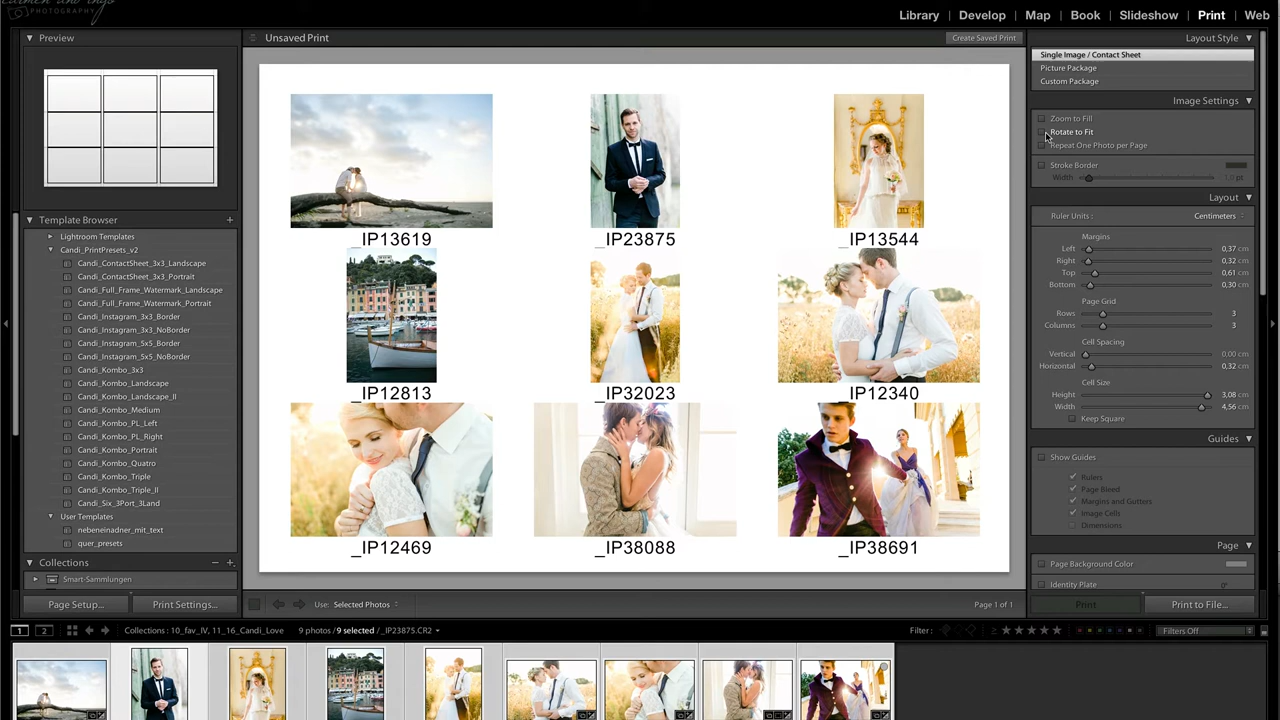 PHOTOGRAPHY
Library Develop Map Book Slideshow Print Web
Preview
Unsaved Print
Create Saved Print
Layout Style
Single Image / Contact Sheet
Picture Package
Custom Package
Image Settings
Zoom to Fill
Rotate to Fit
Repeat One Photo per Page
Stroke Border
Width 1,0 pt
Layout
Ruler Units : Centimeters
Margins
Left 0,37 cm
Right 0,32 cm
Top 0,61 cm
Bottom 0,30 cm
Page Grid
Rows 3
Columns 3
Cell Spacing
Vertical 0,00 cm
Horizontal 0,32 cm
Cell Size
Height 3,08 cm
Width 4,56 cm
Keep Square
Guides
Show Guides
Rulers
Page Bleed
Margins and Gutters
Image Cells
Dimensions
Page
Page Background Color
Identity Plate 0°
Template Browser
Lightroom Templates
Candi_PrintPresets_v2
Candi_ContactSheet_3x3_Landscape
Candi_ContactSheet_3x3_Portrait
Candi_Full_Frame_Watermark_Landscape
Candi_Full_Frame_Watermark_Portrait
Candi_Instagram_3x3_Border
Candi_Instagram_3x3_NoBorder
Candi_Instagram_5x5_Border
Candi_Instagram_5x5_NoBorder
Candi_Kombo_3x3
Candi_Kombo_Landscape
Candi_Kombo_Landscape_II
Candi_Kombo_Medium
Candi_Kombo_PL_Left
Candi_Kombo_PL_Right
Candi_Kombo_Portrait
Candi_Kombo_Quatro
Candi_Kombo_Triple
Candi_Kombo_Triple_II
Candi_Six_3Port_3Land
User Templates
nebeneinadner_mit_text
quer_presets
Collections
Smart-Sammlungen
_IP13619 _IP23875 _IP13544
_IP12813 _IP32023 _IP12340
_IP12469 _IP38088 _IP38691
Page Setup... Print Settings...
Use: Selected Photos
Page 1 of 1
Print Print to File...
1 2 Collections : 10_fav_IV, 11_16_Candi_Love 9 photos / 9 selected / _IP23875.CR2
Filter : Filters Off